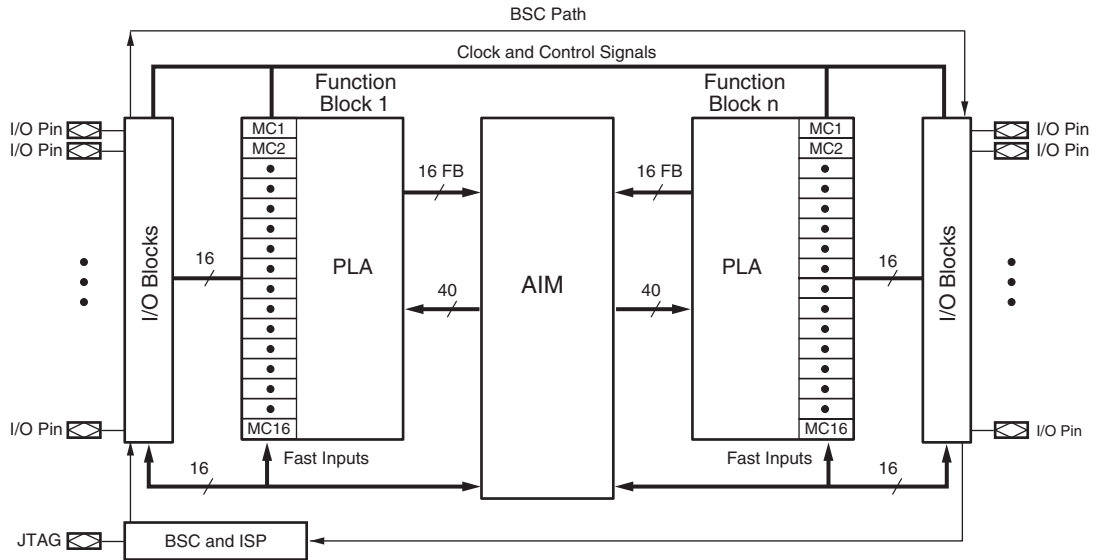 BSC Path
Clock and Control Signals
Function
Block 1
Function
Block n
I/O Pin
I/O Pin
I/O Pin
I/O Blocks
16
MC1
MC2
MC16
PLA
16 FB
40
AIM
16 FB
40
PLA
MC1
MC2
MC16
16
I/O Blocks
I/O Pin
I/O Pin
I/O Pin
16
Fast Inputs
Fast Inputs
16
JTAG
BSC and ISP